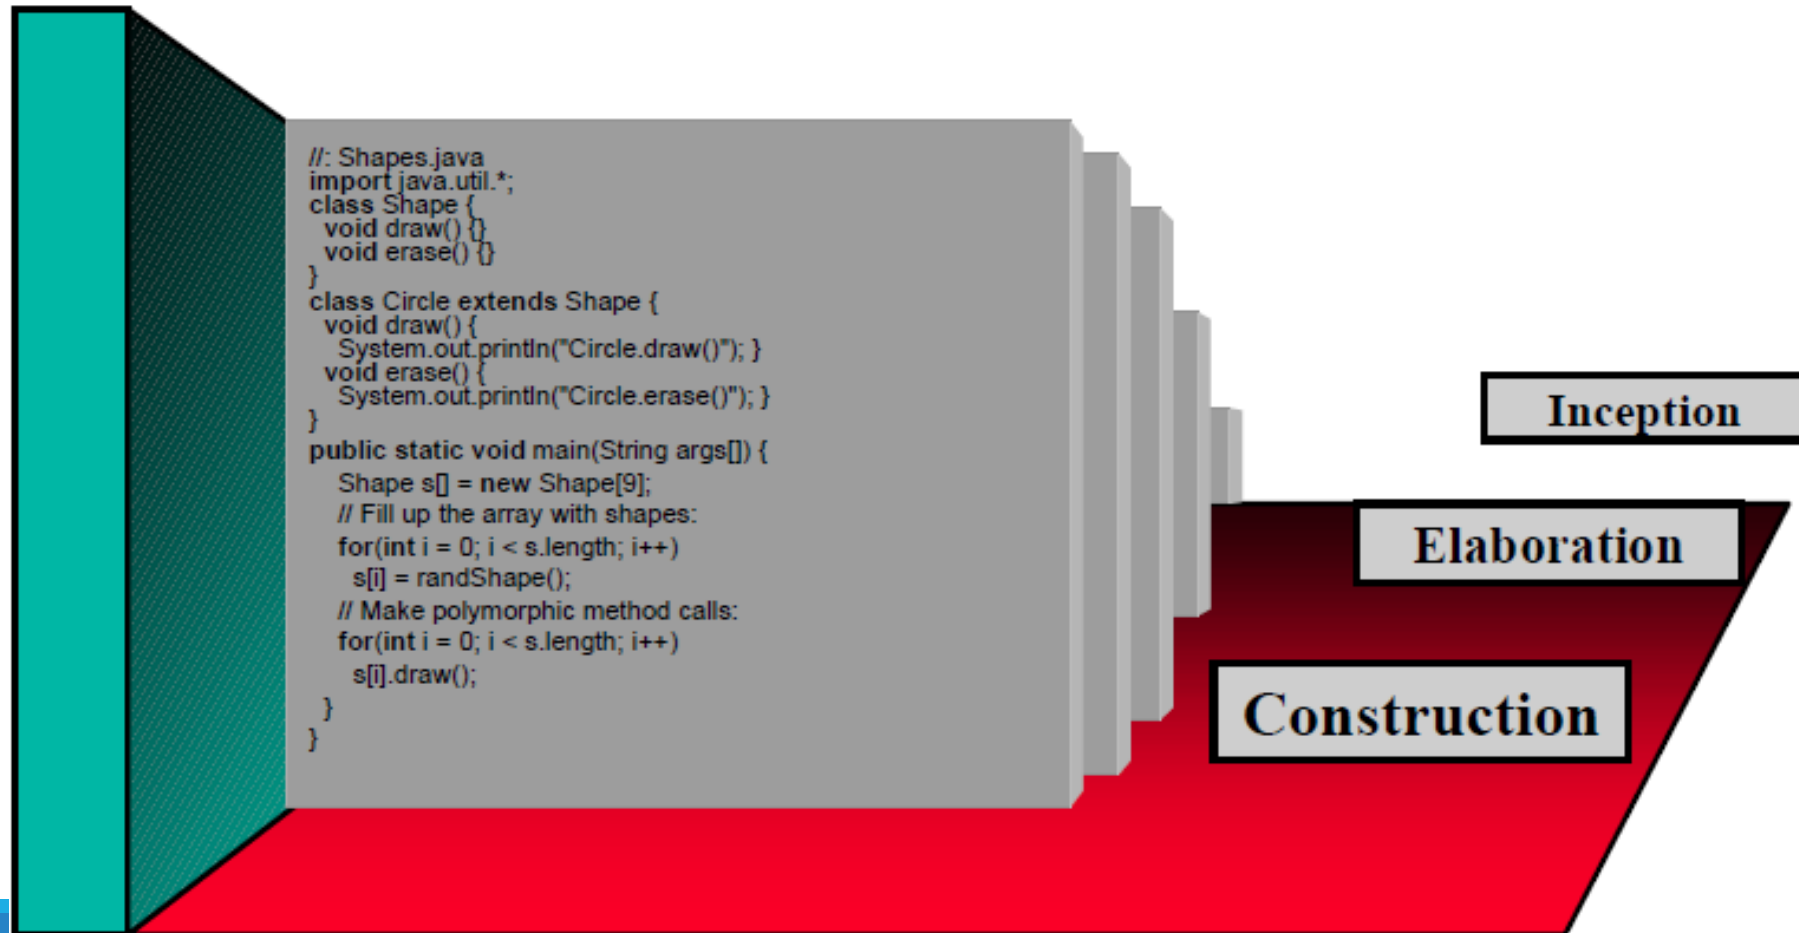 //: Shapes.java
import java.util.*;
class Shape {
void draw() {}
void erase() {}
}
class Circle extends Shape {
void draw() {
System.out.println("Circle.draw()"); }
void erase() {
System.out.println("Circle.erase()"); }
}
public static void main(String args[]) {
Shape s[] = new Shape[9];
// Fill up the array with shapes:
for(int i = 0; i < s.length; i++)
s[i] = randShape();
// Make polymorphic method calls:
for(int i = 0; i < s.length; i++)
s[i].draw();
}
}
Inception
Elaboration
Construction